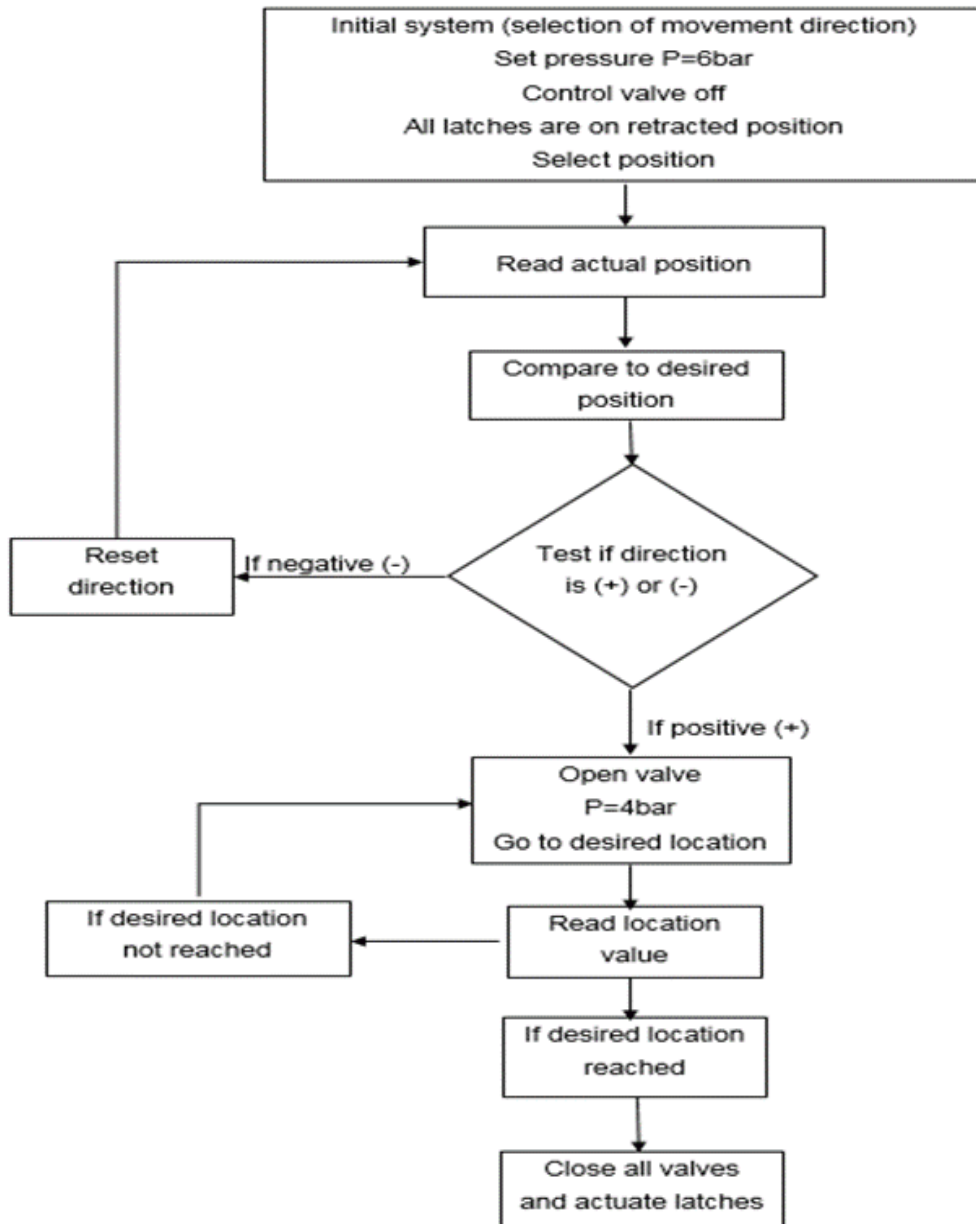 Initial system (selection of movement direction)
Set pressure P=6bar
Control valve off
All latches are on retracted position
Select position
Read actual position
Compare to desired
position
Test if direction
is (+) or (-)
If negative (-)
Reset
direction
If positive (+)
Open valve
P=4bar
Go to desired location
Read location
value
If desired location
not reached
If desired location
reached
Close all valves
and actuate latches